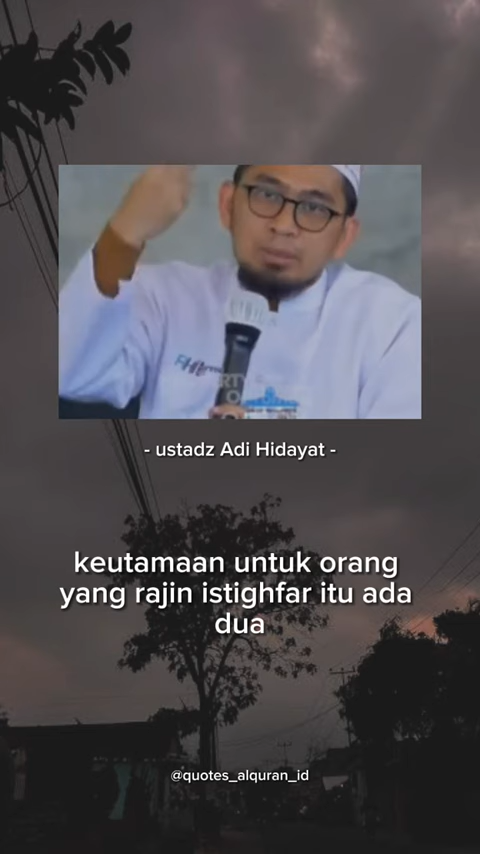 - ustadz Adi Hidayat -
keutamaan untuk orang
yang rajin istighfar itu ada
dua
@quotes_alquran_id